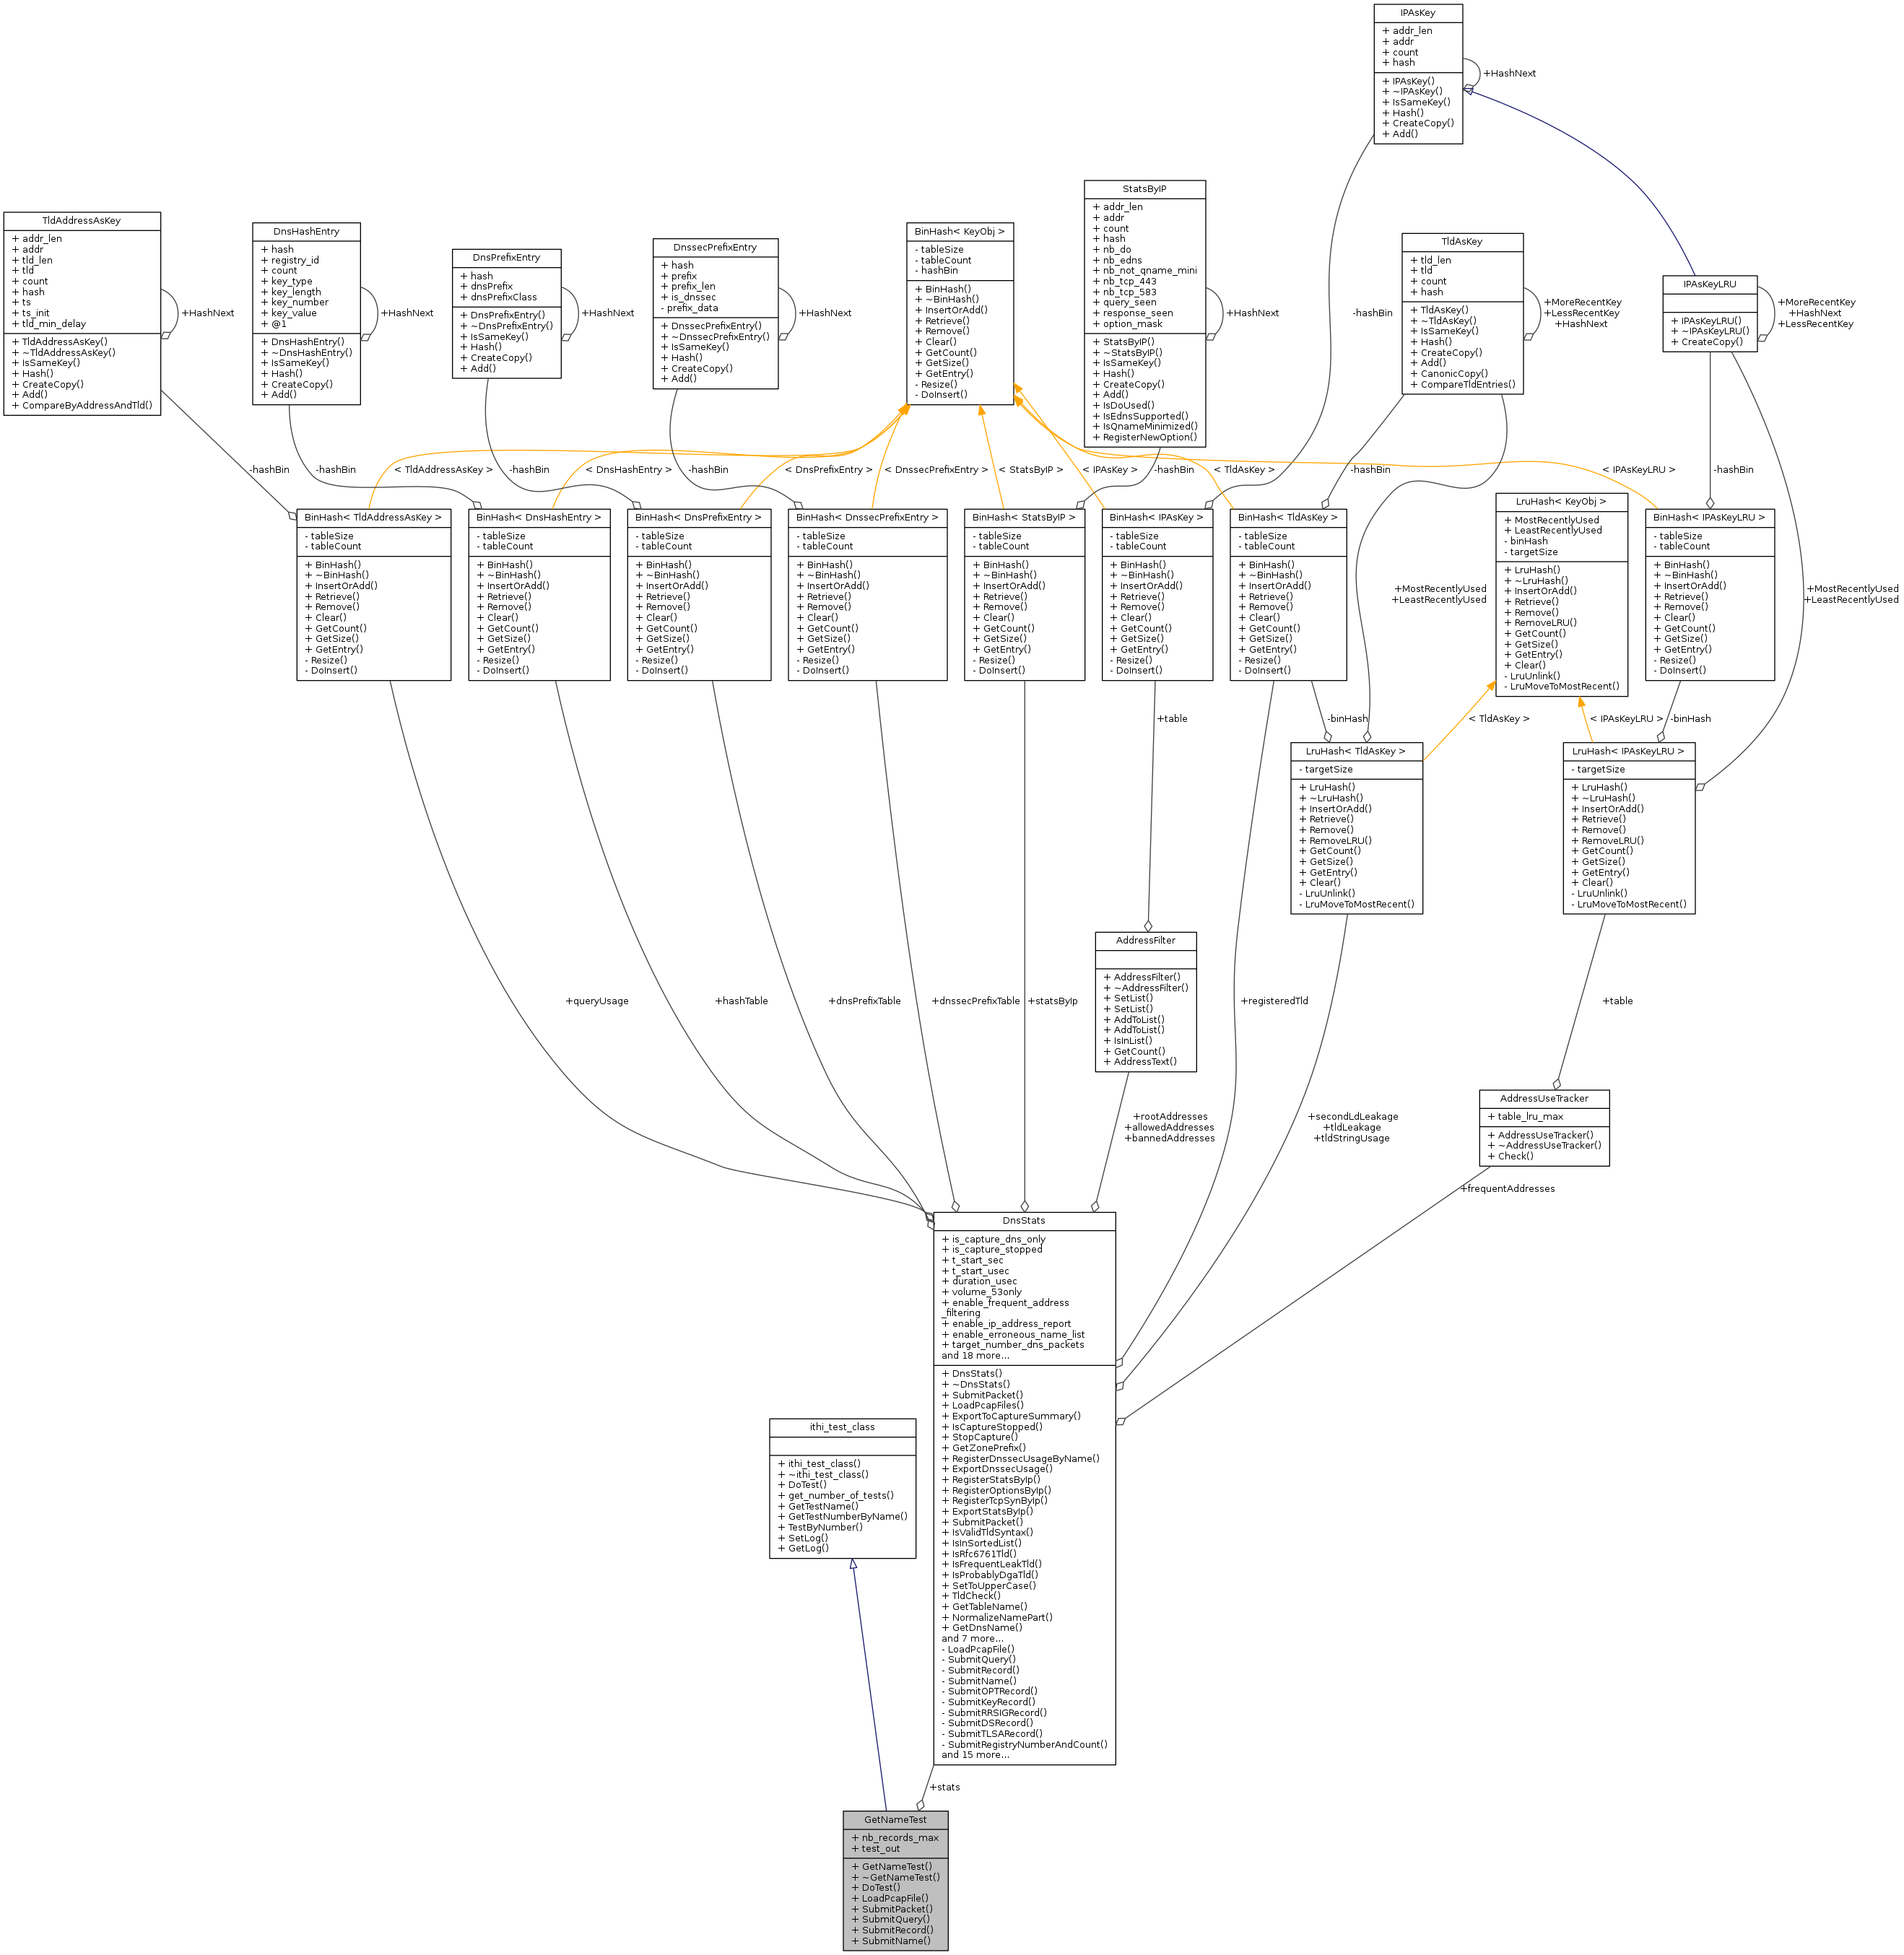 IPAsKey
+ addr_len
+ addr
+ count
+ hash
+ IPAsKey()
+ ~IPAsKey()
+ IsSameKey()
+ Hash()
+ CreateCopy()
+ Add()
+HashNext
TldAddressAsKey
+ addr_len
+ addr
+ tld_len
+ tld
+ count
+ hash
+ ts
+ ts_init
+ tld_min_delay
+ TldAddressAsKey()
+ ~TldAddressAsKey()
+ IsSameKey()
+ Hash()
+ CreateCopy()
+ Add()
+ CompareByAddressAndTld()
+HashNext
DnsHashEntry
+ hash
+ registry_id
+ count
+ key_type
+ key_length
+ key_number
+ key_value
+ @1
+ DnsHashEntry()
+ ~DnsHashEntry()
+ IsSameKey()
+ Hash()
+ CreateCopy()
+ Add()
+HashNext
DnsPrefixEntry
+ hash
+ dnsPrefix
+ dnsPrefixClass
+ DnsPrefixEntry()
+ ~DnsPrefixEntry()
+ IsSameKey()
+ Hash()
+ CreateCopy()
+ Add()
+HashNext
DnssecPrefixEntry
+ hash
+ prefix
+ prefix_len
+ is_dnssec
- prefix_data
+ DnssecPrefixEntry()
+ ~DnssecPrefixEntry()
+ IsSameKey()
+ Hash()
+ CreateCopy()
+ Add()
+HashNext
BinHash< KeyObj >
- tableSize
- tableCount
- hashBin
+ BinHash()
+ ~BinHash()
+ InsertOrAdd()
+ Retrieve()
+ Remove()
+ Clear()
+ GetCount()
+ GetSize()
+ GetEntry()
- Resize()
- DoInsert()
StatsByIP
+ addr_len
+ addr
+ count
+ hash
+ nb_do
+ nb_edns
+ nb_not_qname_mini
+ nb_tcp_443
+ nb_tcp_583
+ query_seen
+ response_seen
+ option_mask
+ StatsByIP()
+ ~StatsByIP()
+ IsSameKey()
+ Hash()
+ CreateCopy()
+ Add()
+ IsDoUsed()
+ IsEdnsSupported()
+ IsQnameMinimized()
+ RegisterNewOption()
+HashNext
-hashBin
TldAsKey
+ tld_len
+ tld
+ count
+ hash
+ TldAsKey()
+ ~TldAsKey()
+ IsSameKey()
+ Hash()
+ CreateCopy()
+ Add()
+ CanonicCopy()
+ CompareTldEntries()
+MoreRecentKey
+LessRecentKey
+HashNext
IPAsKeyLRU
+ IPAsKeyLRU()
+ ~IPAsKeyLRU()
+ CreateCopy()
+MoreRecentKey
+HashNext
+LessRecentKey
-hashBin
-hashBin
< TldAddressAsKey >
-hashBin
< DnsHashEntry >
-hashBin
< DnsPrefixEntry >
-hashBin
< DnssecPrefixEntry >
< StatsByIP >
-hashBin
< IPAsKey >
< TldAsKey >
-hashBin
< IPAsKeyLRU >
-hashBin
BinHash< TldAddressAsKey >
- tableSize
- tableCount
+ BinHash()
+ ~BinHash()
+ InsertOrAdd()
+ Retrieve()
+ Remove()
+ Clear()
+ GetCount()
+ GetSize()
+ GetEntry()
- Resize()
- DoInsert()
BinHash< DnsHashEntry >
- tableSize
- tableCount
+ BinHash()
+ ~BinHash()
+ InsertOrAdd()
+ Retrieve()
+ Remove()
+ Clear()
+ GetCount()
+ GetSize()
+ GetEntry()
- Resize()
- DoInsert()
BinHash< DnsPrefixEntry >
- tableSize
- tableCount
+ BinHash()
+ ~BinHash()
+ InsertOrAdd()
+ Retrieve()
+ Remove()
+ Clear()
+ GetCount()
+ GetSize()
+ GetEntry()
- Resize()
- DoInsert()
BinHash< DnssecPrefixEntry >
- tableSize
- tableCount
+ BinHash()
+ ~BinHash()
+ InsertOrAdd()
+ Retrieve()
+ Remove()
+ Clear()
+ GetCount()
+ GetSize()
+ GetEntry()
- Resize()
- DoInsert()
BinHash< StatsByIP >
- tableSize
- tableCount
+ BinHash()
+ ~BinHash()
+ InsertOrAdd()
+ Retrieve()
+ Remove()
+ Clear()
+ GetCount()
+ GetSize()
+ GetEntry()
- Resize()
- DoInsert()
BinHash< IPAsKey >
- tableSize
- tableCount
+ BinHash()
+ ~BinHash()
+ InsertOrAdd()
+ Retrieve()
+ Remove()
+ Clear()
+ GetCount()
+ GetSize()
+ GetEntry()
- Resize()
- DoInsert()
BinHash< TldAsKey >
- tableSize
- tableCount
+ BinHash()
+ ~BinHash()
+ InsertOrAdd()
+ Retrieve()
+ Remove()
+ Clear()
+ GetCount()
+ GetSize()
+ GetEntry()
- Resize()
- DoInsert()
+MostRecentlyUsed
+LeastRecentlyUsed
LruHash< KeyObj >
+ MostRecentlyUsed
+ LeastRecentlyUsed
- binHash
- targetSize
+ LruHash()
+ ~LruHash()
+ InsertOrAdd()
+ Retrieve()
+ Remove()
+ RemoveLRU()
+ GetCount()
+ GetSize()
+ GetEntry()
+ Clear()
- LruUnlink()
- LruMoveToMostRecent()
BinHash< IPAsKeyLRU >
- tableSize
- tableCount
+ BinHash()
+ ~BinHash()
+ InsertOrAdd()
+ Retrieve()
+ Remove()
+ Clear()
+ GetCount()
+ GetSize()
+ GetEntry()
- Resize()
- DoInsert()
+MostRecentlyUsed
+LeastRecentlyUsed
+table
-binHash
< TldAsKey >
< IPAsKeyLRU >
-binHash
LruHash< TldAsKey >
- targetSize
+ LruHash()
+ ~LruHash()
+ InsertOrAdd()
+ Retrieve()
+ Remove()
+ RemoveLRU()
+ GetCount()
+ GetSize()
+ GetEntry()
+ Clear()
- LruUnlink()
- LruMoveToMostRecent()
LruHash< IPAsKeyLRU >
- targetSize
+ LruHash()
+ ~LruHash()
+ InsertOrAdd()
+ Retrieve()
+ Remove()
+ RemoveLRU()
+ GetCount()
+ GetSize()
+ GetEntry()
+ Clear()
- LruUnlink()
- LruMoveToMostRecent()
AddressFilter
+ AddressFilter()
+ ~AddressFilter()
+ SetList()
+ SetList()
+ AddToList()
+ AddToList()
+ IsInList()
+ GetCount()
+ AddressText()
+queryUsage
+hashTable
+dnsPrefixTable
+dnssecPrefixTable
+statsByIp
+registeredTld
+table
AddressUseTracker
+ table_lru_max
+ AddressUseTracker()
+ ~AddressUseTracker()
+ Check()
+rootAddresses
+allowedAddresses
+bannedAddresses
+secondLdLeakage
+tldLeakage
+tldStringUsage
+frequentAddresses
DnsStats
+ is_capture_dns_only
+ is_capture_stopped
+ t_start_sec
+ t_start_usec
+ duration_usec
+ volume_53only
+ enable_frequent_address
_filtering
+ enable_ip_address_report
+ enable_erroneous_name_list
+ target_number_dns_packets
and 18 more...
+ DnsStats()
+ ~DnsStats()
+ SubmitPacket()
+ LoadPcapFiles()
+ ExportToCaptureSummary()
+ IsCaptureStopped()
+ StopCapture()
+ GetZonePrefix()
+ RegisterDnssecUsageByName()
+ ExportDnssecUsage()
+ RegisterStatsByIp()
+ RegisterOptionsByIp()
+ RegisterTcpSynByIp()
+ ExportStatsByIp()
+ SubmitPacket()
+ IsValidTldSyntax()
+ IsInSortedList()
+ IsRfc6761Tld()
+ IsFrequentLeakTld()
+ IsProbablyDgaTld()
+ SetToUpperCase()
+ TldCheck()
+ GetTableName()
+ NormalizeNamePart()
+ GetDnsName()
and 7 more...
- LoadPcapFile()
- SubmitQuery()
- SubmitRecord()
- SubmitName()
- SubmitOPTRecord()
- SubmitKeyRecord()
- SubmitRRSIGRecord()
- SubmitDSRecord()
- SubmitTLSARecord()
- SubmitRegistryNumberAndCount()
and 15 more...
ithi_test_class
+ ithi_test_class()
+ ~ithi_test_class()
+ DoTest()
+ get_number_of_tests()
+ GetTestName()
+ GetTestNumberByName()
+ TestByNumber()
+ SetLog()
+ GetLog()
+stats
GetNameTest
+ nb_records_max
+ test_out
+ GetNameTest()
+ ~GetNameTest()
+ DoTest()
+ LoadPcapFile()
+ SubmitPacket()
+ SubmitQuery()
+ SubmitRecord()
+ SubmitName()